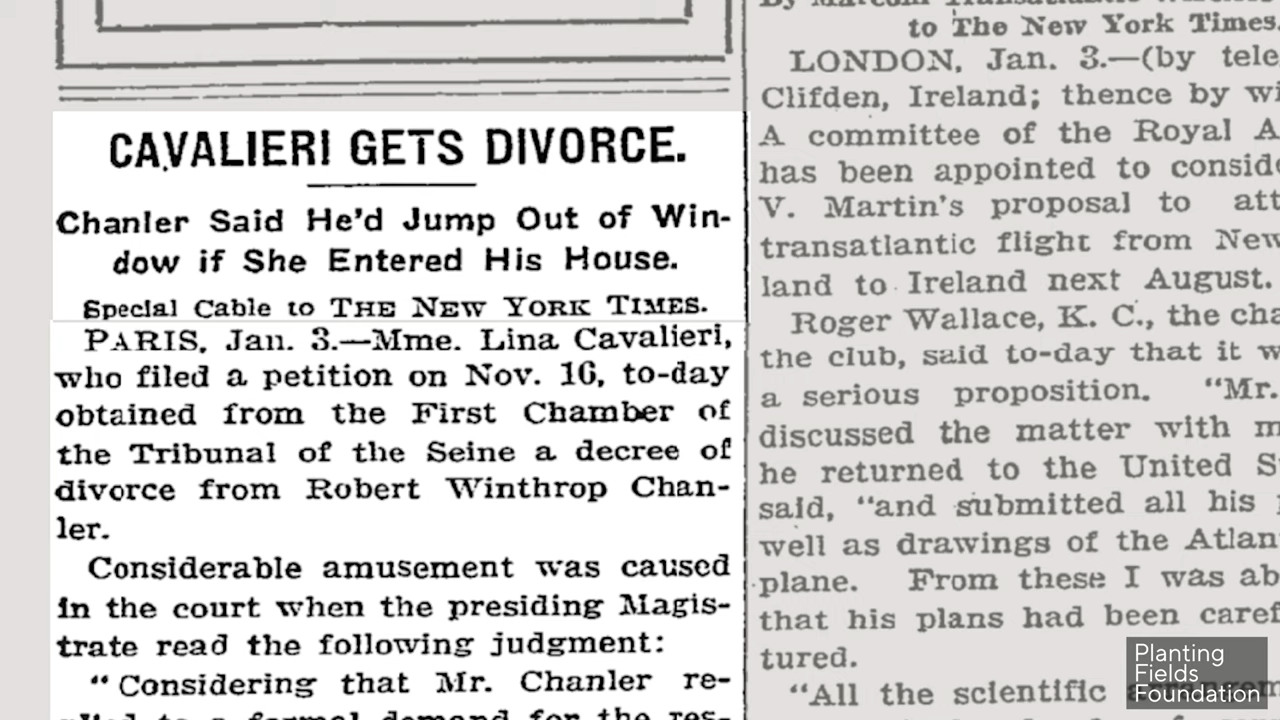 CAVALIERI GETS DIVORCE.
Chanler Said He'd Jump Out of Win-
dow if She Entered His House.
Special Cable to THE NEW YORK TIMES.
PARIS, Jan. 3.—Mme. Lina Cavalieri,
who filed a petition on Nov. 16, to-day
obtained from the First Chamber of
the Tribunal of the Seine a decree of
divorce from Robert Winthrop Chan-
ler.
Considerable amusement was caused
in the court when the presiding Magis-
trate read the following judgment:
"Considering that Mr. Chanler re-
to a formal demand for the res-
to The New York Times.
LONDON, Jan. 3.—(by tele
Clifden, Ireland; thence by wi
A committee of the Royal A
has been appointed to conside
V. Martin's proposal to att
transatlantic flight from New
land to Ireland next August.
Roger Wallace, K. C., the cha
the club, said to-day that it w
a serious proposition. "Mr.
discussed the matter with m
he returned to the United S
said, "and submitted all his
well as drawings of the Atlan
plane. From these I was ab
that his plans had been caref
tured.
"All the scientific
Planting
Fields
Foundation